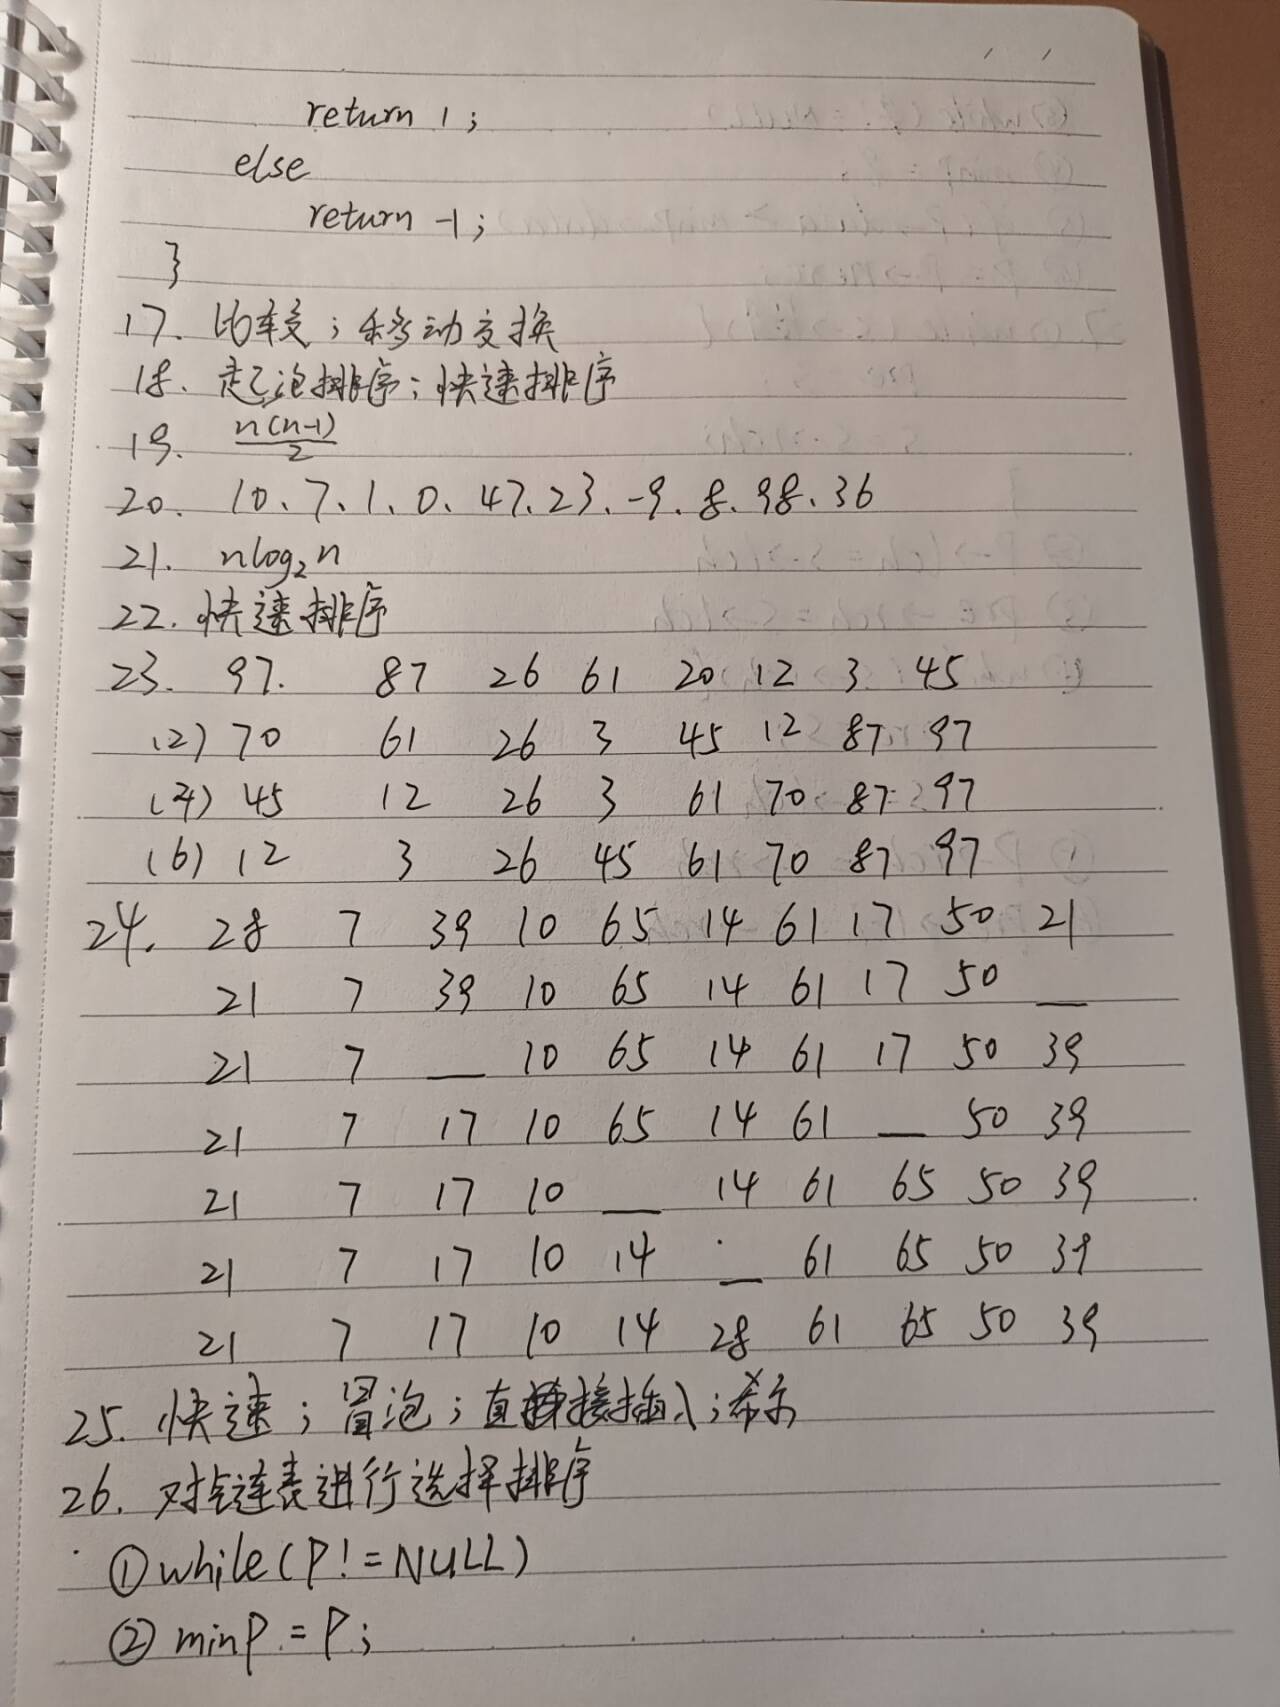 return 1;
else
return -1;
}
17. 比较; 移动交换
18. 起泡排序; 快速排序
19. n(n-1)/2
20. 10、7、1、0、47、23、-9、8、98、36
21. nlog₂n
22. 快速排序
23. 97. 87 26 61 20 12 3 45
(2) 70 61 26 3 45 12 87 97
(4) 45 12 26 3 61 70 87 97
(6) 12 3 26 45 61 70 87 97
24. 28 7 39 10 65 14 61 17 50 21
21 7 39 10 65 14 61 17 50 __
21 7 __ 10 65 14 61 17 50 39
21 7 17 10 65 14 61 __ 50 39
21 7 17 10 __ 14 61 65 50 39
21 7 17 10 14 __ 61 65 50 39
21 7 17 10 14 28 61 65 50 39
25. 快速; 冒泡; 直接插入; 希尔
26. 对链表进行选择排序
①while(P!=NULL)
②minP=P;